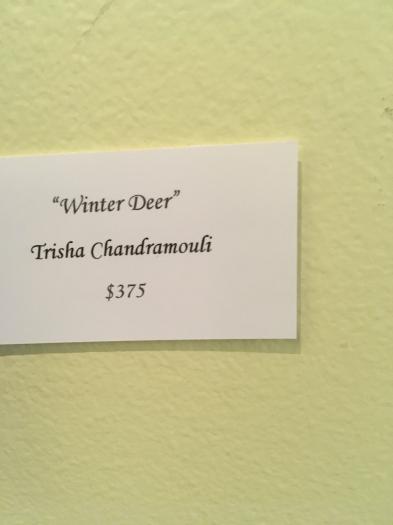 “Winter Deer”
Trisha Chandramouli
$375